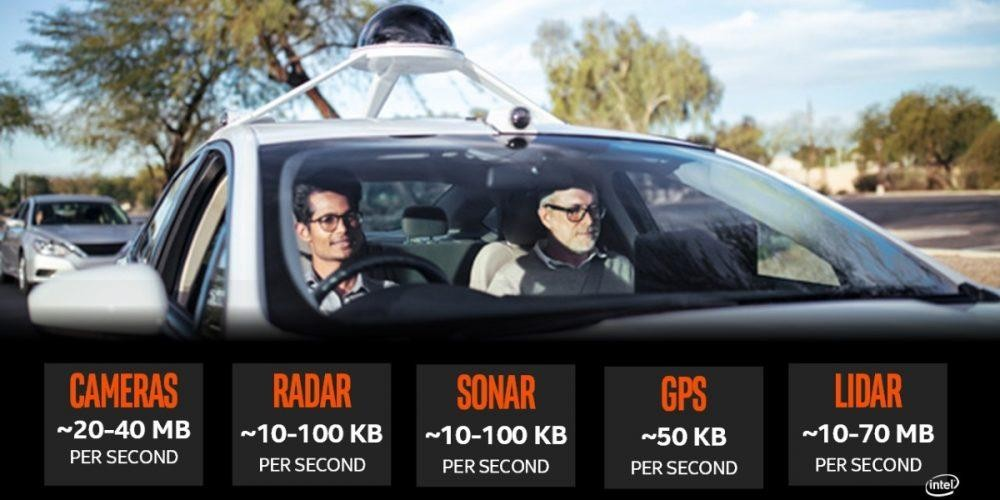 CAMERAS
~20-40 MB
PER SECOND
RADAR
~10-100 KB
PER SECOND
SONAR
~10-100 KB
PER SECOND
GPS
~50 KB
PER SECOND
LIDAR
~10-70 MB
PER SECOND
intel